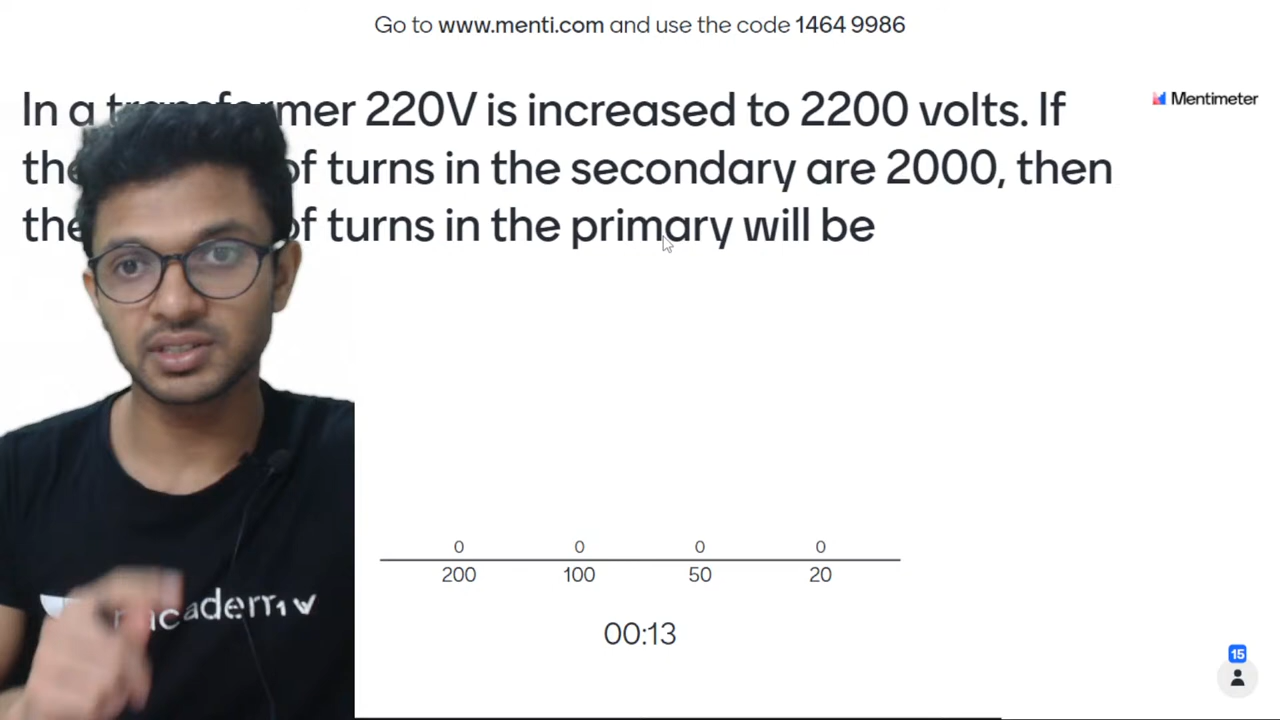 Go to www.menti.com and use the code 1464 9986
In a transformer 220V is increased to 2200 volts. If
the of turns in the secondary are 2000, then
the of turns in the primary will be
Mentimeter
0 0 0 0
200 100 50 20
00:13
15